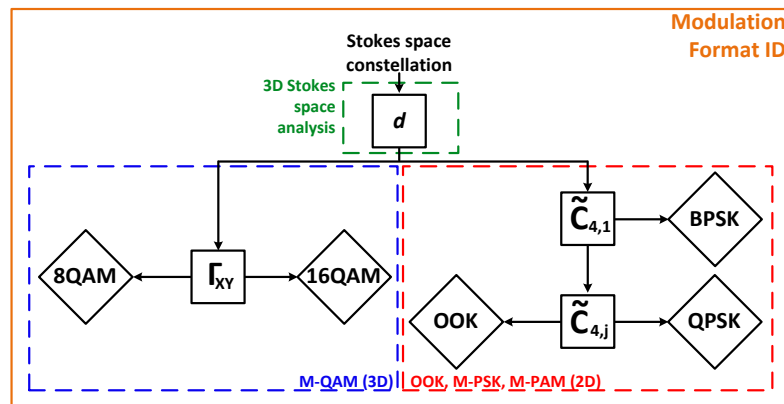 Modulation
Format ID
Stokes space
constellation
3D Stokes
space
analysis
d
C̃4,1
BPSK
8QAM
ΓXY
16QAM
OOK
C̃4,j
QPSK
M-QAM (3D)
OOK, M-PSK, M-PAM (2D)